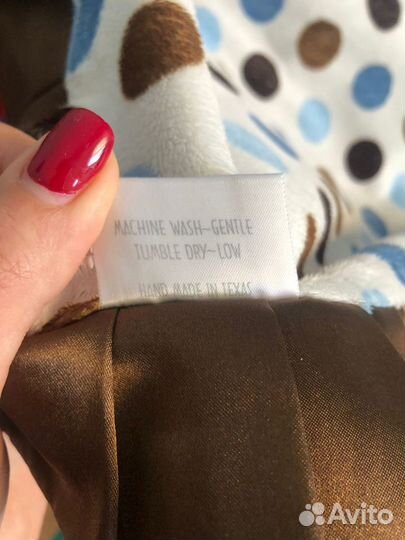 MACHINE WASH~GENTLE
TUMBLE DRY~LOW
HAND MADE IN TEXAS
Avito